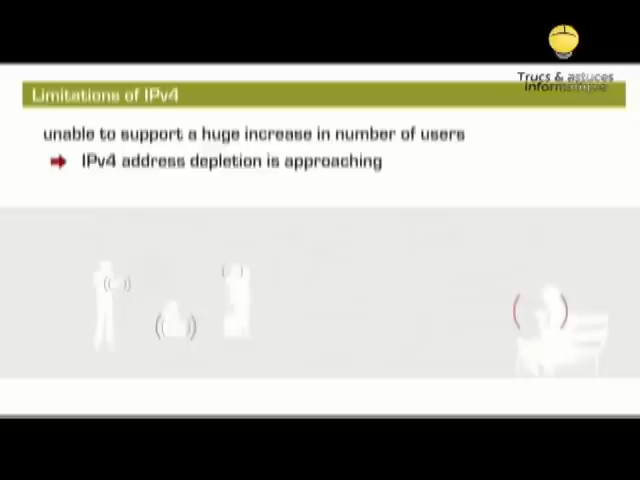 Trucs & astuces
informatique
Limitations of IPv4
unable to support a huge increase in number of users
IPv4 address depletion is approaching